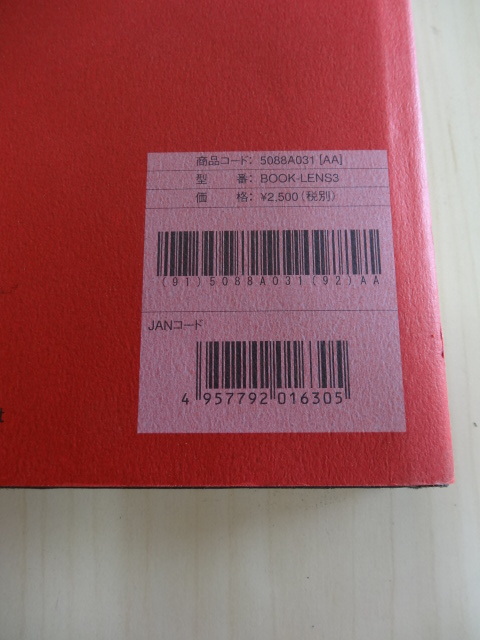 商品コード: 5088A031 [AA]
型 番: BOOK-LENS3
価 格: ¥2,500(税別)
(91)5088A031(92)AA
JANコード
4 957792 016305